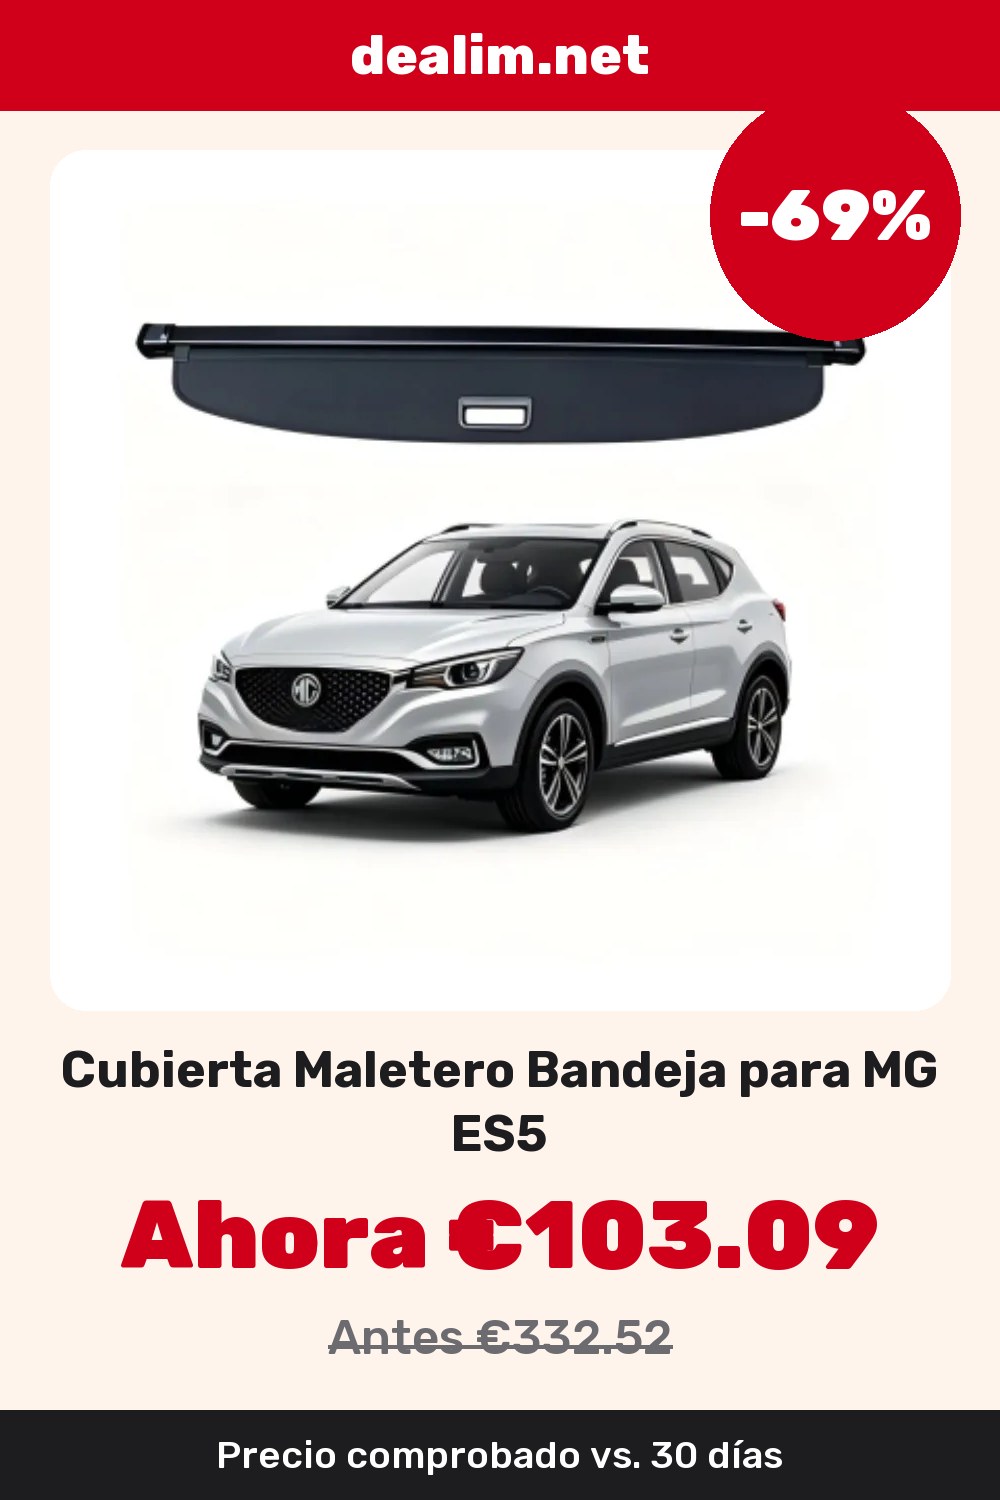 dealim.net
-69%
MG
Cubierta Maletero Bandeja para MG
ES5
Ahora €103.09
Antes €332.52
Precio comprobado vs. 30 días